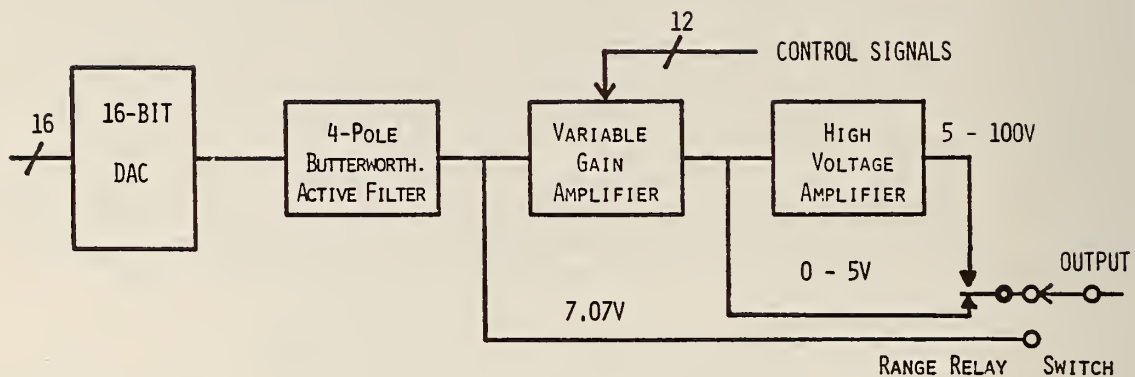 12
CONTROL SIGNALS
16
16-BIT
DAC
4-POLE
BUTTERWORTH.
ACTIVE FILTER
VARIABLE
GAIN
AMPLIFIER
HIGH
VOLTAGE
AMPLIFIER
5 - 100V
0 - 5V
OUTPUT
7.07V
RANGE RELAY SWITCH